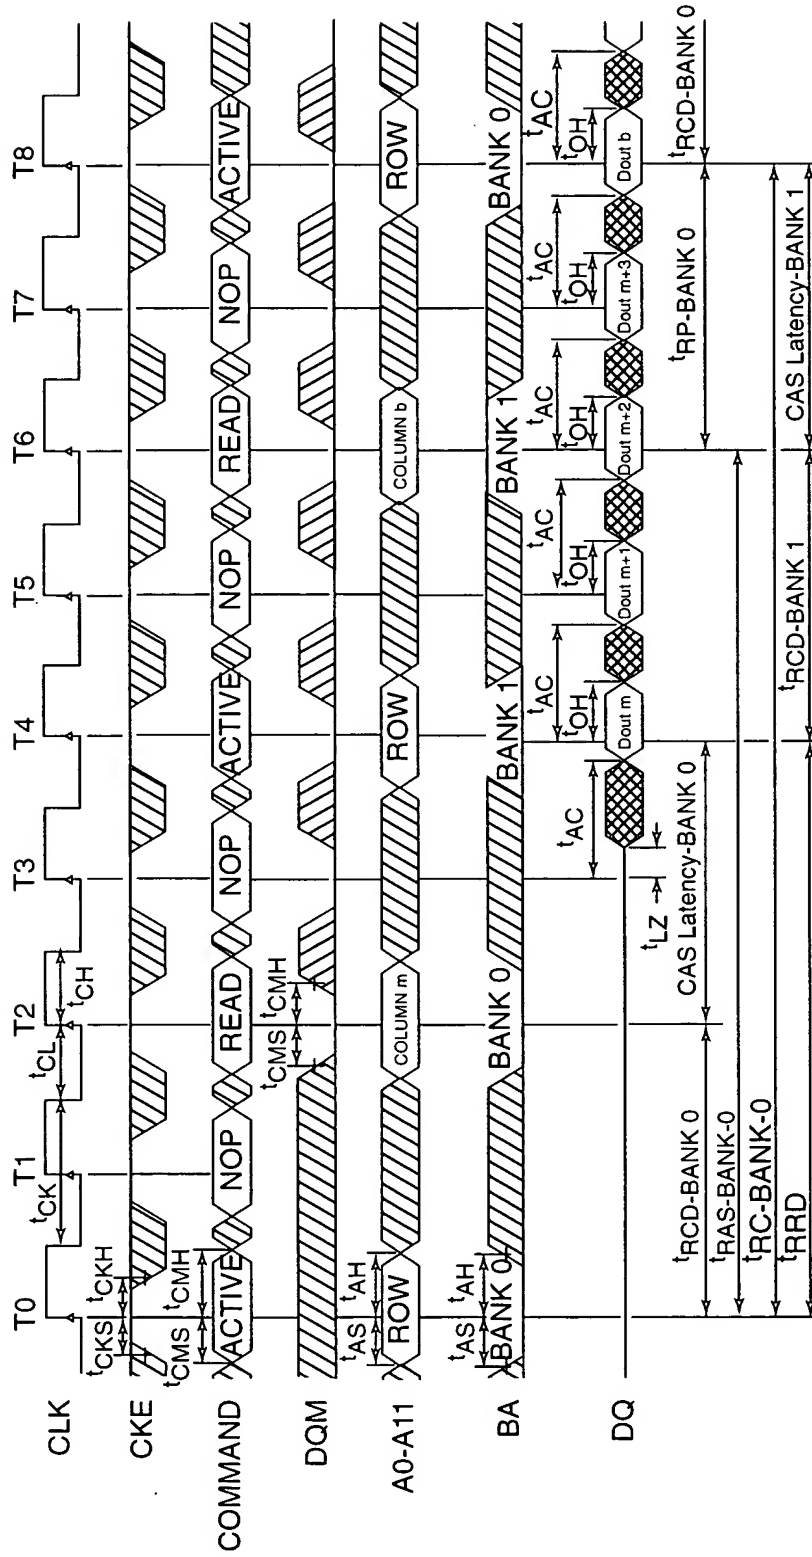 T0 T1 T2 T3 T4 T5 T6 T7 T8
CLK
tCK tCL tCH
CKE
tCKS tCKH
COMMAND
tCMS tCMH
ACTIVE NOP READ NOP ACTIVE NOP READ NOP ACTIVE
DQM
tCMS tCMH
A0-A11
tAS tAH
ROW COLUMN m ROW COLUMN b ROW
BA
tAS tAH
BANK 0 BANK 0 BANK 1 BANK 1 BANK 0
tAC tAC tAC tAC tAC tAC
tLZ tOH tOH tOH tOH tOH
DQ
Dout m Dout m+1 Dout m+2 Dout m+3 Dout b
tRCD-BANK 0 CAS Latency-BANK 0 tRP-BANK 0 tRCD-BANK 0
tRAS-BANK-0
tRC-BANK-0
tRRD tRCD-BANK 1 CAS Latency-BANK 1